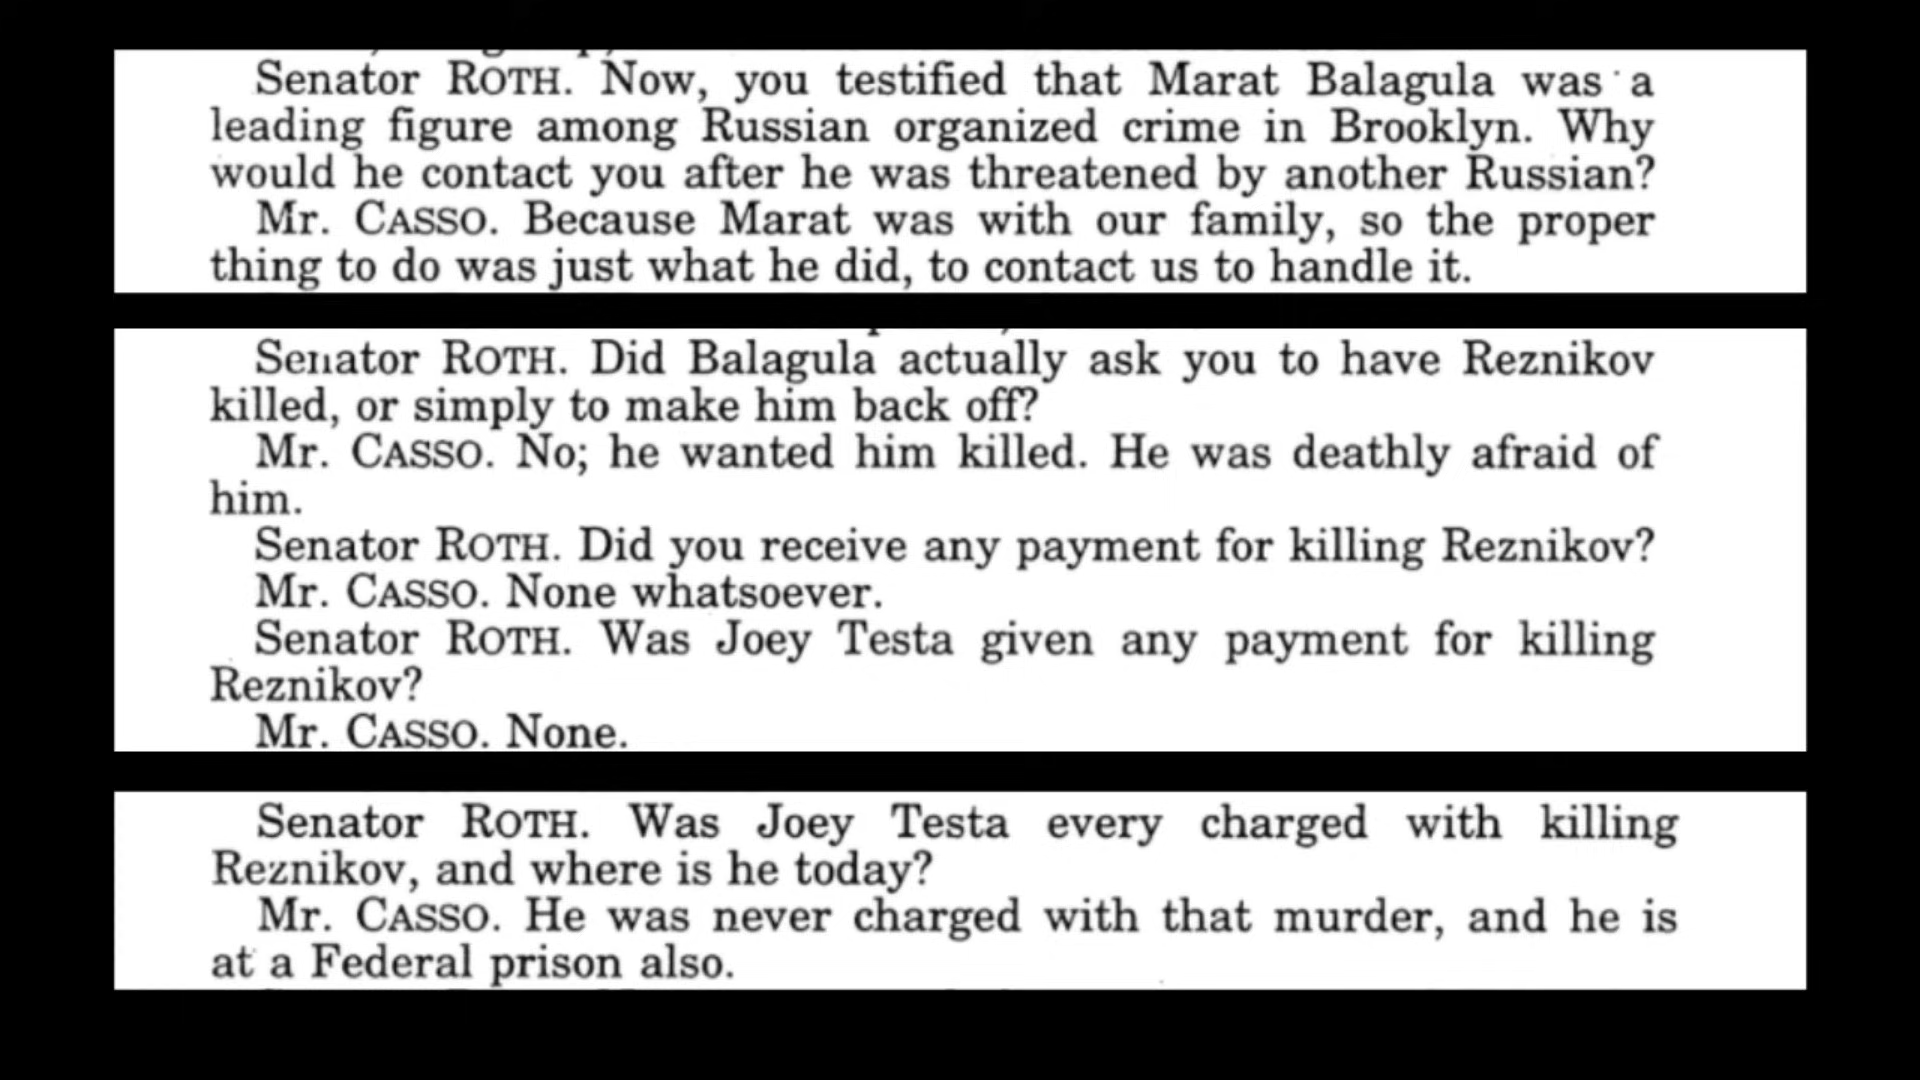 Senator ROTH. Now, you testified that Marat Balagula was a
leading figure among Russian organized crime in Brooklyn. Why
would he contact you after he was threatened by another Russian?
Mr. CASSO. Because Marat was with our family, so the proper
thing to do was just what he did, to contact us to handle it.
Senator ROTH. Did Balagula actually ask you to have Reznikov
killed, or simply to make him back off?
Mr. CASSO. No; he wanted him killed. He was deathly afraid of
him.
Senator ROTH. Did you receive any payment for killing Reznikov?
Mr. CASSO. None whatsoever.
Senator ROTH. Was Joey Testa given any payment for killing
Reznikov?
Mr. CASSO. None.
Senator ROTH. Was Joey Testa every charged with killing
Reznikov, and where is he today?
Mr. CASSO. He was never charged with that murder, and he is
at a Federal prison also.